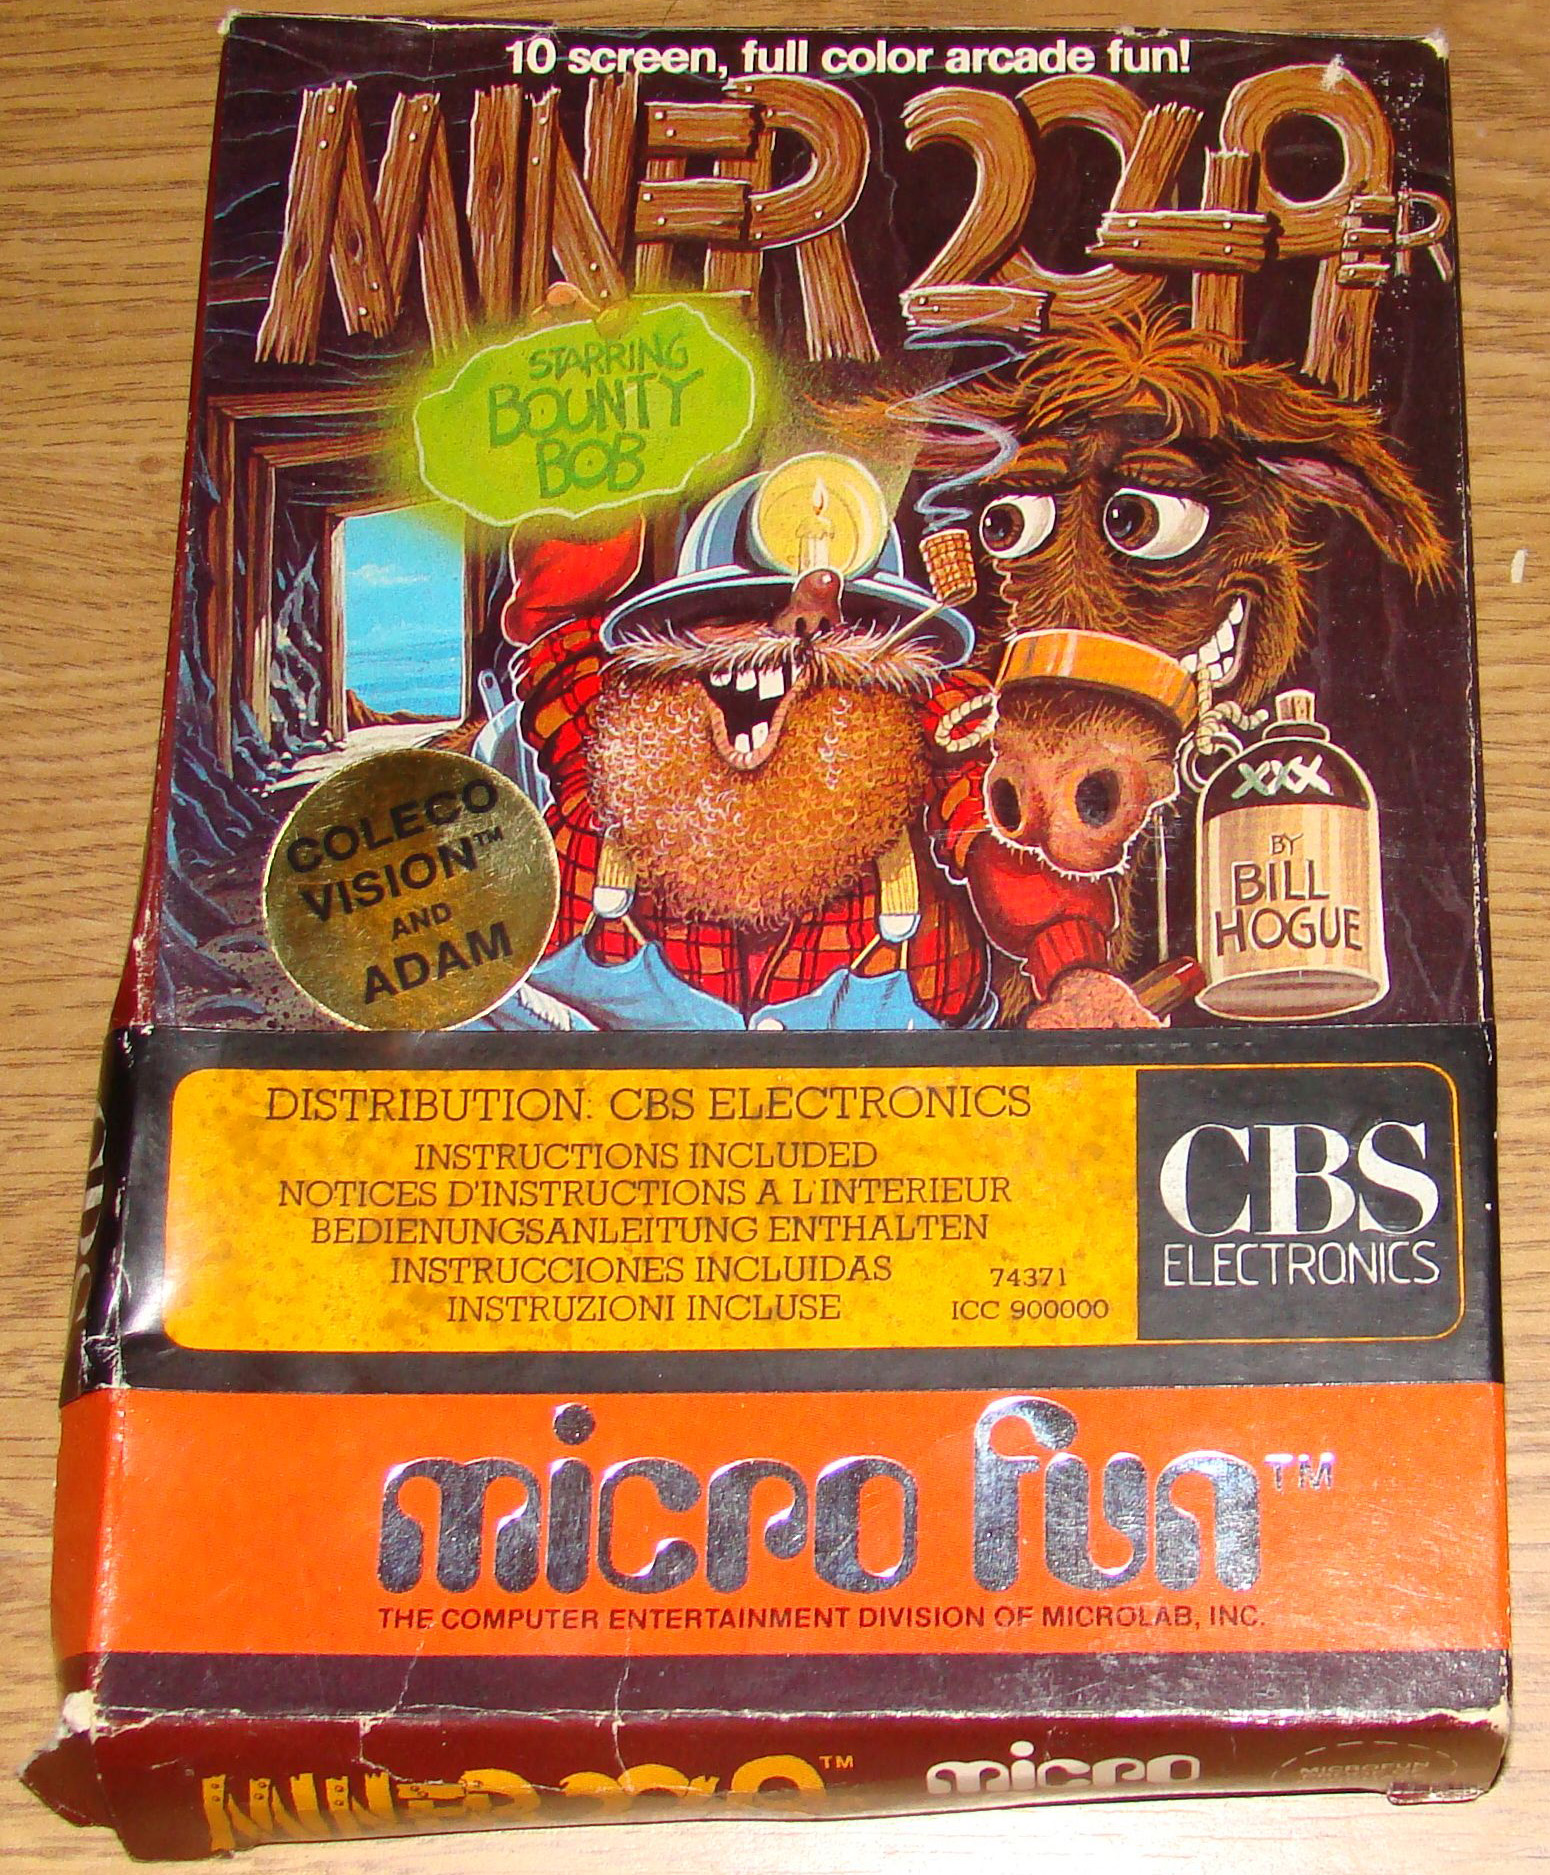 10 screen, full color arcade fun!
MINER 2049er
STARRING
BOUNTY
BOB
COLECO
VISION™
AND
ADAM
XXX
BY
BILL
HOGUE
DISTRIBUTION: CBS ELECTRONICS
INSTRUCTIONS INCLUDED
NOTICES D'INSTRUCTIONS A L'INTERIEUR
BEDIENUNGSANLEITUNG ENTHALTEN
INSTRUCCIONES INCLUIDAS
INSTRUZIONI INCLUSE
74371
ICC 900000
CBS
ELECTRONICS
micro fun™
THE COMPUTER ENTERTAINMENT DIVISION OF MICROLAB, INC.
MINER 2049™
micro